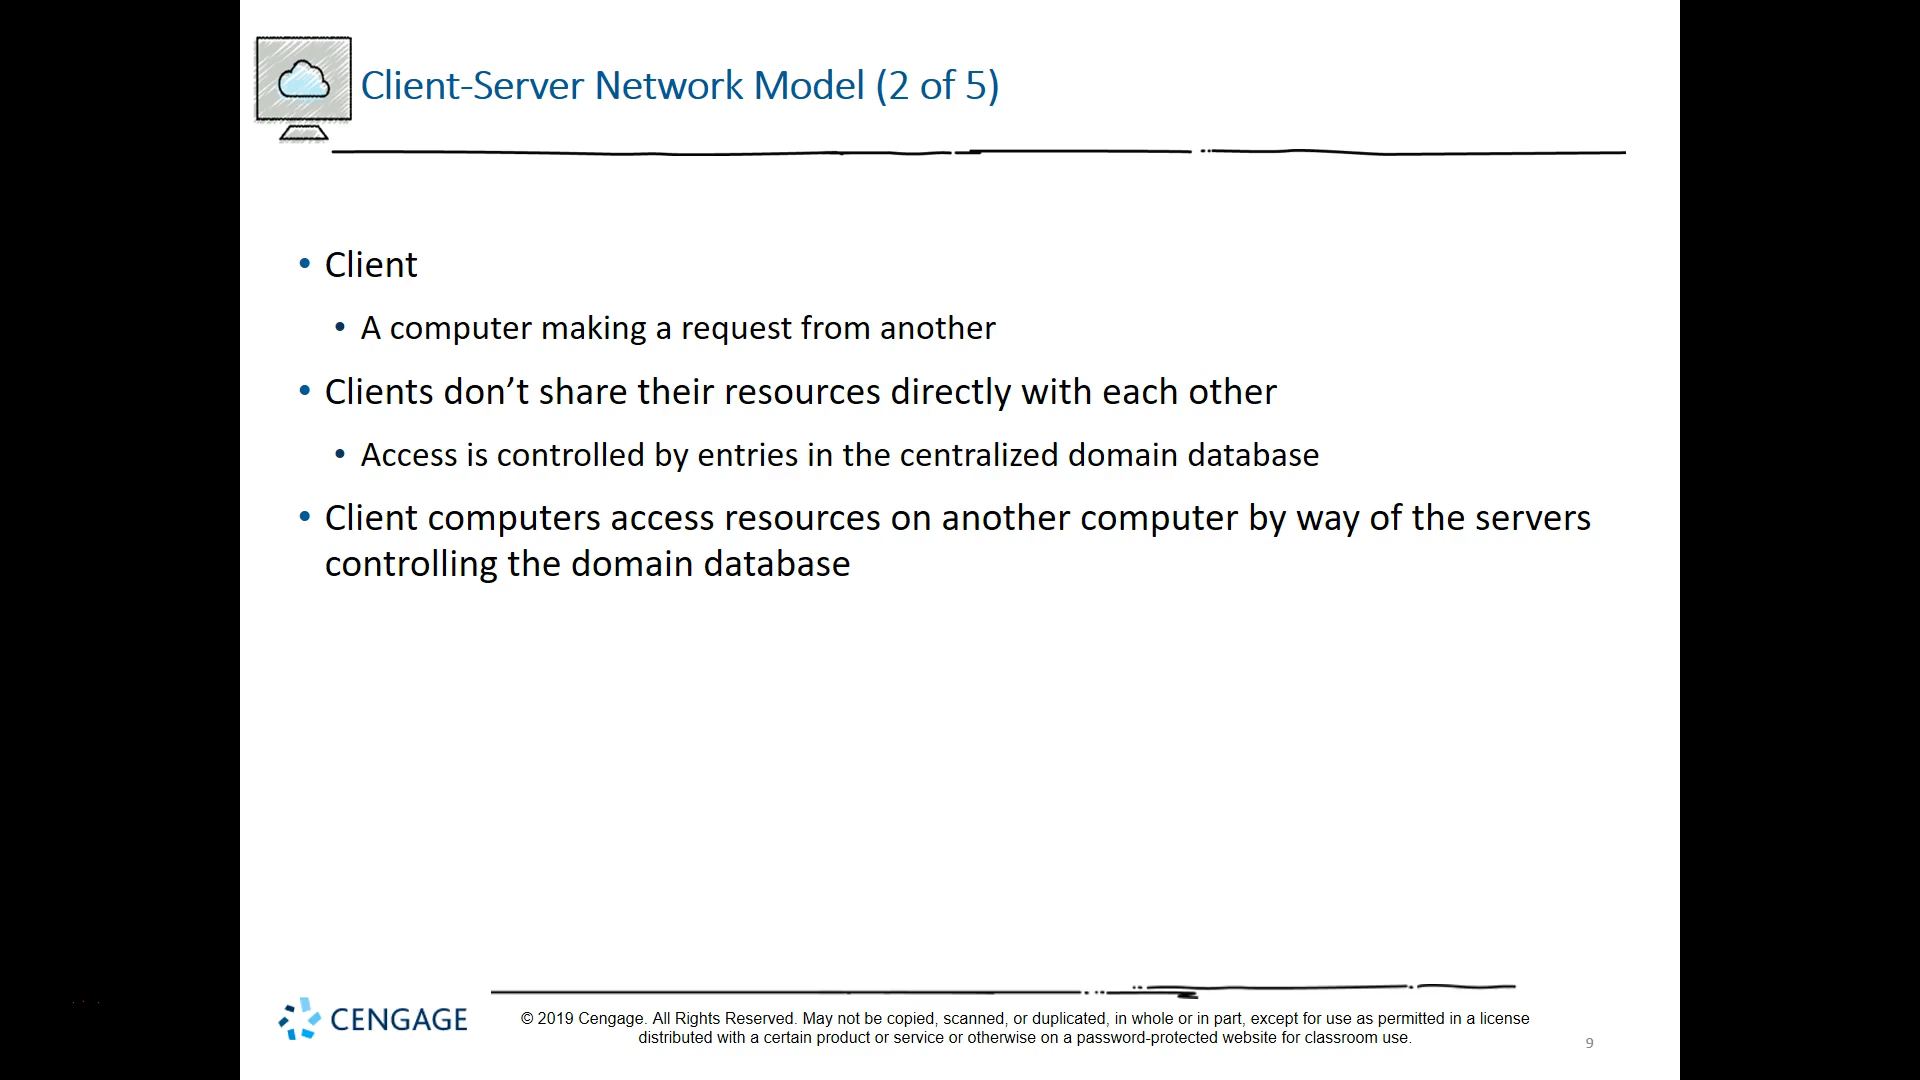 Client-Server Network Model (2 of 5)
• Client
• A computer making a request from another
• Clients don’t share their resources directly with each other
• Access is controlled by entries in the centralized domain database
• Client computers access resources on another computer by way of the servers
controlling the domain database
CENGAGE
© 2019 Cengage. All Rights Reserved. May not be copied, scanned, or duplicated, in whole or in part, except for use as permitted in a license
distributed with a certain product or service or otherwise on a password-protected website for classroom use.
9